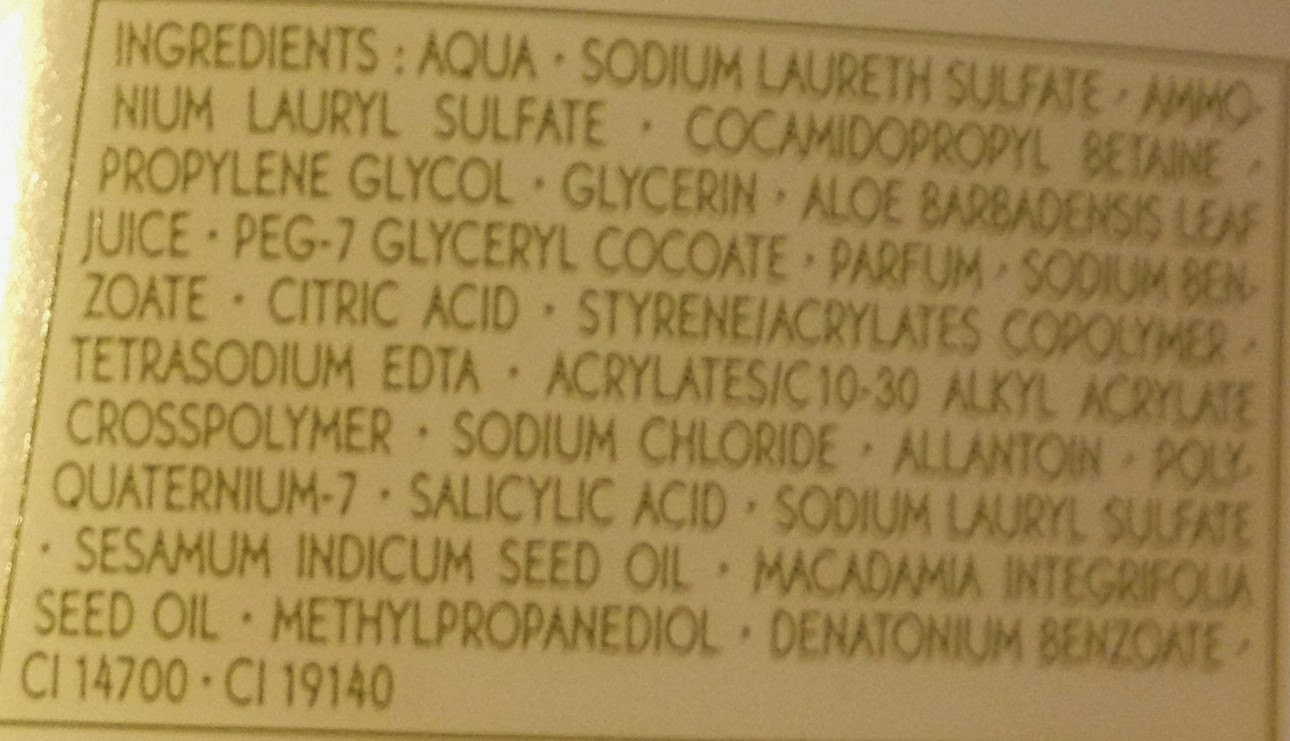 INGREDIENTS : AQUA · SODIUM LAURETH SULFATE · AMMO-
NIUM LAURYL SULFATE · COCAMIDOPROPYL BETAINE ·
PROPYLENE GLYCOL · GLYCERIN · ALOE BARBADENSIS LEAF
JUICE · PEG-7 GLYCERYL COCOATE · PARFUM · SODIUM BEN-
ZOATE · CITRIC ACID · STYRENE/ACRYLATES COPOLYMER ·
TETRASODIUM EDTA · ACRYLATES/C10-30 ALKYL ACRYLATE
CROSSPOLYMER · SODIUM CHLORIDE · ALLANTOIN · POLY-
QUATERNIUM-7 · SALICYLIC ACID · SODIUM LAURYL SULFATE
· SESAMUM INDICUM SEED OIL · MACADAMIA INTEGRIFOLIA
SEED OIL · METHYLPROPANEDIOL · DENATONIUM BENZOATE ·
CI 14700 · CI 19140